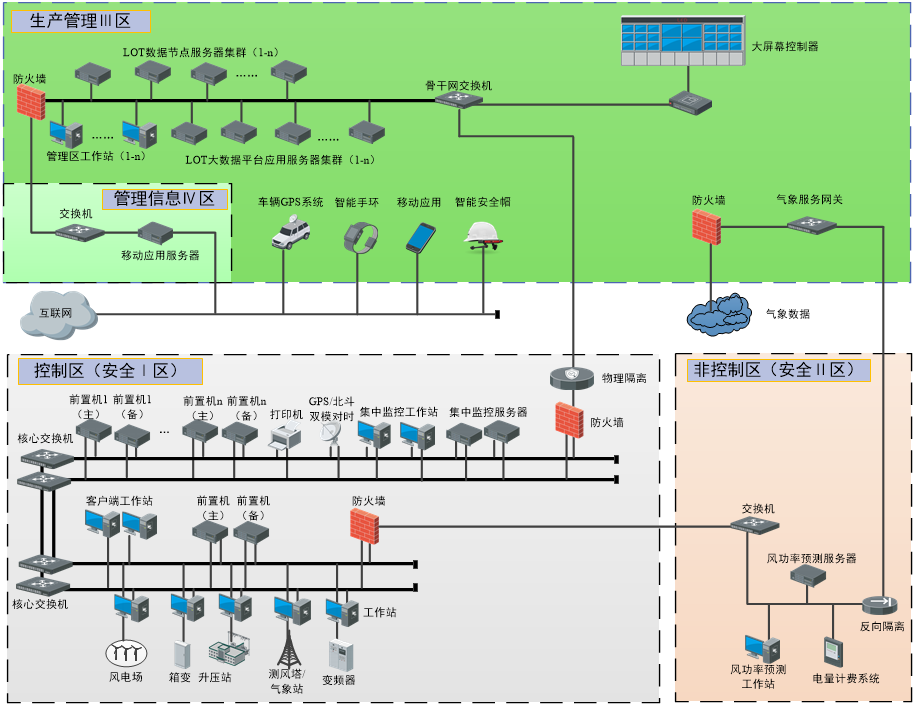 生产管理Ⅲ区
LOT数据节点服务器集群（1-n）
大屏幕控制器
防火墙
……
骨干网交换机
……
……
管理区工作站（1-n）
LOT大数据平台应用服务器集群（1-n）
管理信息Ⅳ区
交换机
移动应用服务器
车辆GPS系统
智能手环
移动应用
智能安全帽
防火墙
气象服务网关
互联网
气象数据
控制区（安全Ⅰ区）
物理隔离
非控制区（安全Ⅱ区）
前置机1
（主）
前置机1
（备）
…
前置机n
（主）
前置机n
（备）
打印机
GPS/北斗
双模对时
集中监控工作站
集中监控服务器
防火墙
核心交换机
客户端工作站
前置机
（主）
前置机
（备）
防火墙
交换机
风功率预测服务器
核心交换机
工作站
反向隔离
风电场
箱变
升压站
测风塔/
气象站
变频器
风功率预测
工作站
电量计费系统